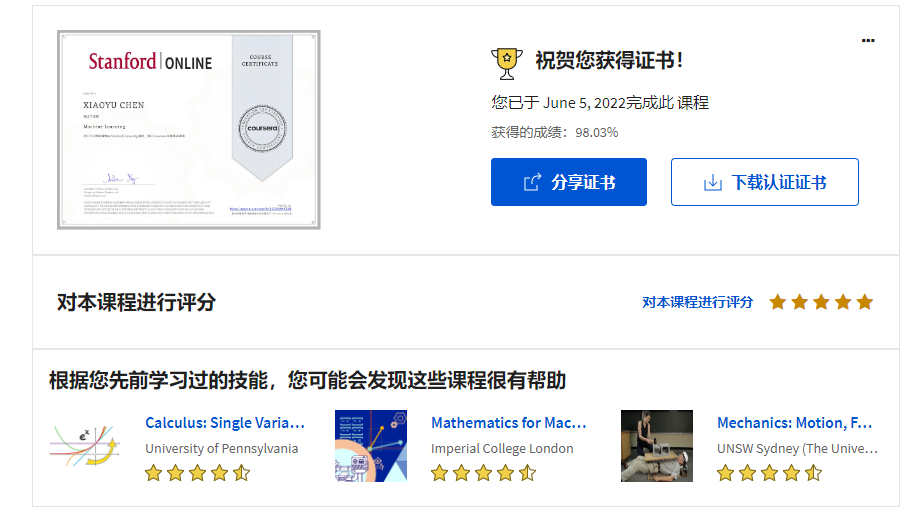 Stanford | ONLINE
COURSE
CERTIFICATE
XIAOYU CHEN
Machine Learning
coursera
祝贺您获得证书！
您已于 June 5, 2022完成此 课程
获得的成绩：98.03%
分享证书
下载认证证书
对本课程进行评分
对本课程进行评分
根据您先前学习过的技能，您可能会发现这些课程很有帮助
e^x
Calculus: Single Varia...
University of Pennsylvania
Mathematics for Mac...
Imperial College London
Mechanics: Motion, F...
UNSW Sydney (The Unive...